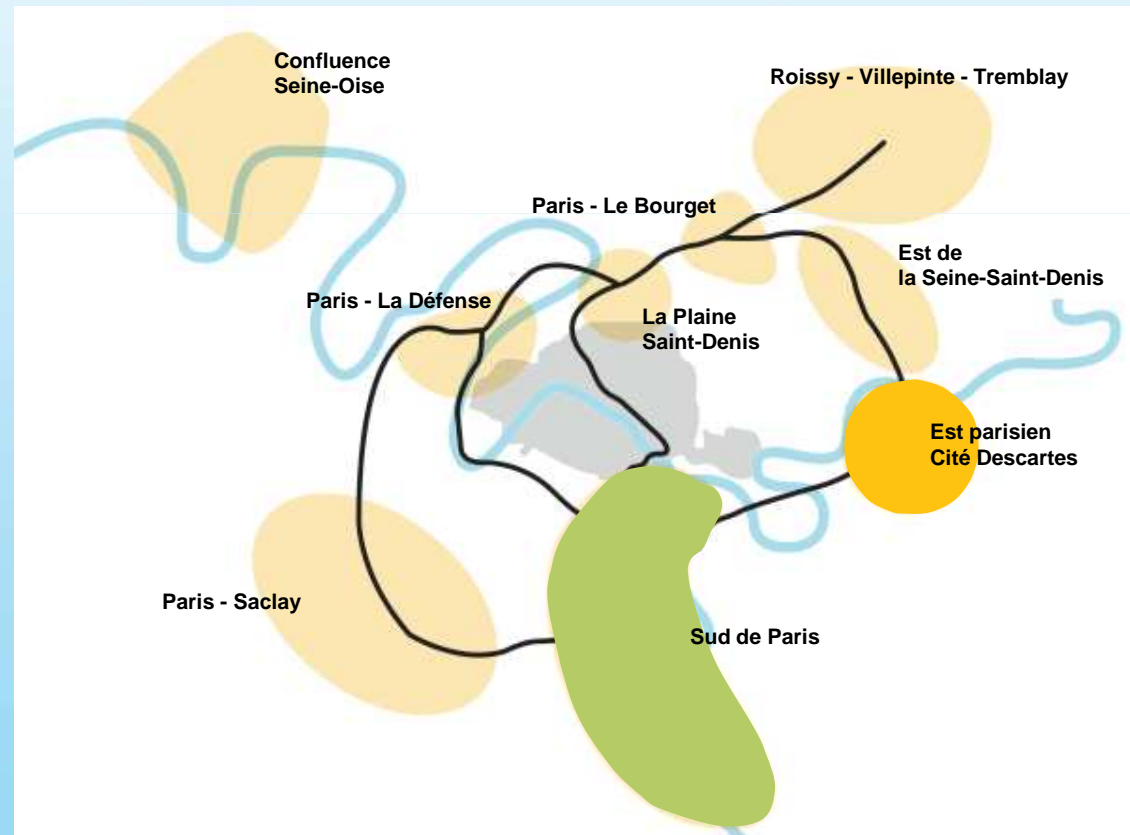 Confluence
Seine-Oise
Roissy - Villepinte - Tremblay
Paris - Le Bourget
Est de
la Seine-Saint-Denis
Paris - La Défense
La Plaine
Saint-Denis
Est parisien
Cité Descartes
Paris - Saclay
Sud de Paris